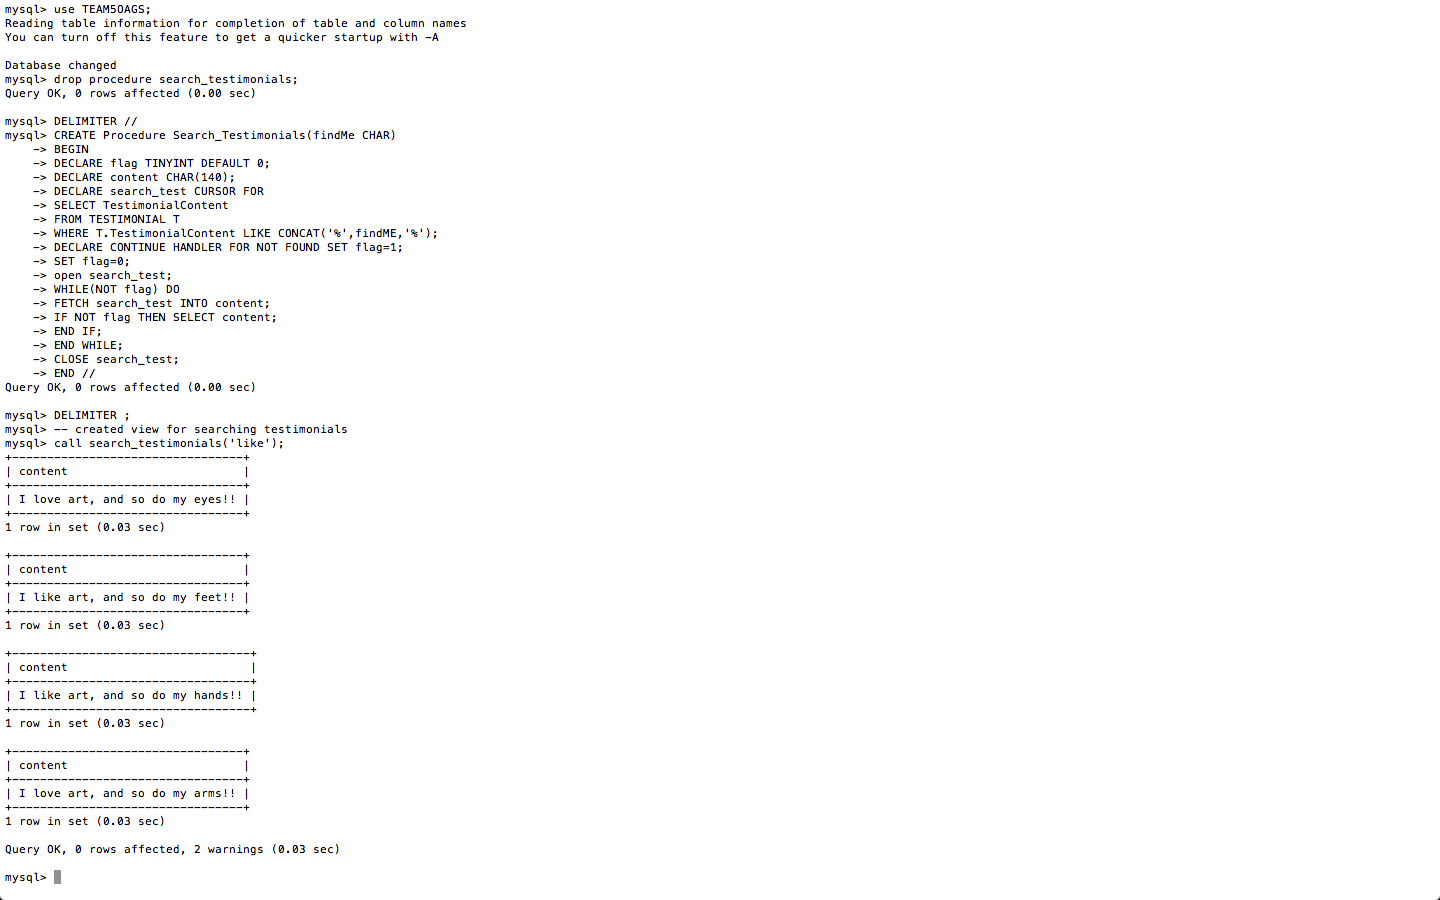 mysql> use TEAM5OAGS;
Reading table information for completion of table and column names
You can turn off this feature to get a quicker startup with -A

Database changed
mysql> drop procedure search_testimonials;
Query OK, 0 rows affected (0.00 sec)

mysql> DELIMITER //
mysql> CREATE Procedure Search_Testimonials(findMe CHAR)
    -> BEGIN
    -> DECLARE flag TINYINT DEFAULT 0;
    -> DECLARE content CHAR(140);
    -> DECLARE search_test CURSOR FOR
    -> SELECT TestimonialContent
    -> FROM TESTIMONIAL T
    -> WHERE T.TestimonialContent LIKE CONCAT('%',findME,'%');
    -> DECLARE CONTINUE HANDLER FOR NOT FOUND SET flag=1;
    -> SET flag=0;
    -> open search_test;
    -> WHILE(NOT flag) DO
    -> FETCH search_test INTO content;
    -> IF NOT flag THEN SELECT content;
    -> END IF;
    -> END WHILE;
    -> CLOSE search_test;
    -> END //
Query OK, 0 rows affected (0.00 sec)

mysql> DELIMITER ;
mysql> -- created view for searching testimonials
mysql> call search_testimonials('like');
+---------------------------------+
| content                         |
+---------------------------------+
| I love art, and so do my eyes!! |
+---------------------------------+
1 row in set (0.03 sec)

+---------------------------------+
| content                         |
+---------------------------------+
| I like art, and so do my feet!! |
+---------------------------------+
1 row in set (0.03 sec)

+----------------------------------+
| content                          |
+----------------------------------+
| I like art, and so do my hands!! |
+----------------------------------+
1 row in set (0.03 sec)

+---------------------------------+
| content                         |
+---------------------------------+
| I love art, and so do my arms!! |
+---------------------------------+
1 row in set (0.03 sec)

Query OK, 0 rows affected, 2 warnings (0.03 sec)

mysql>